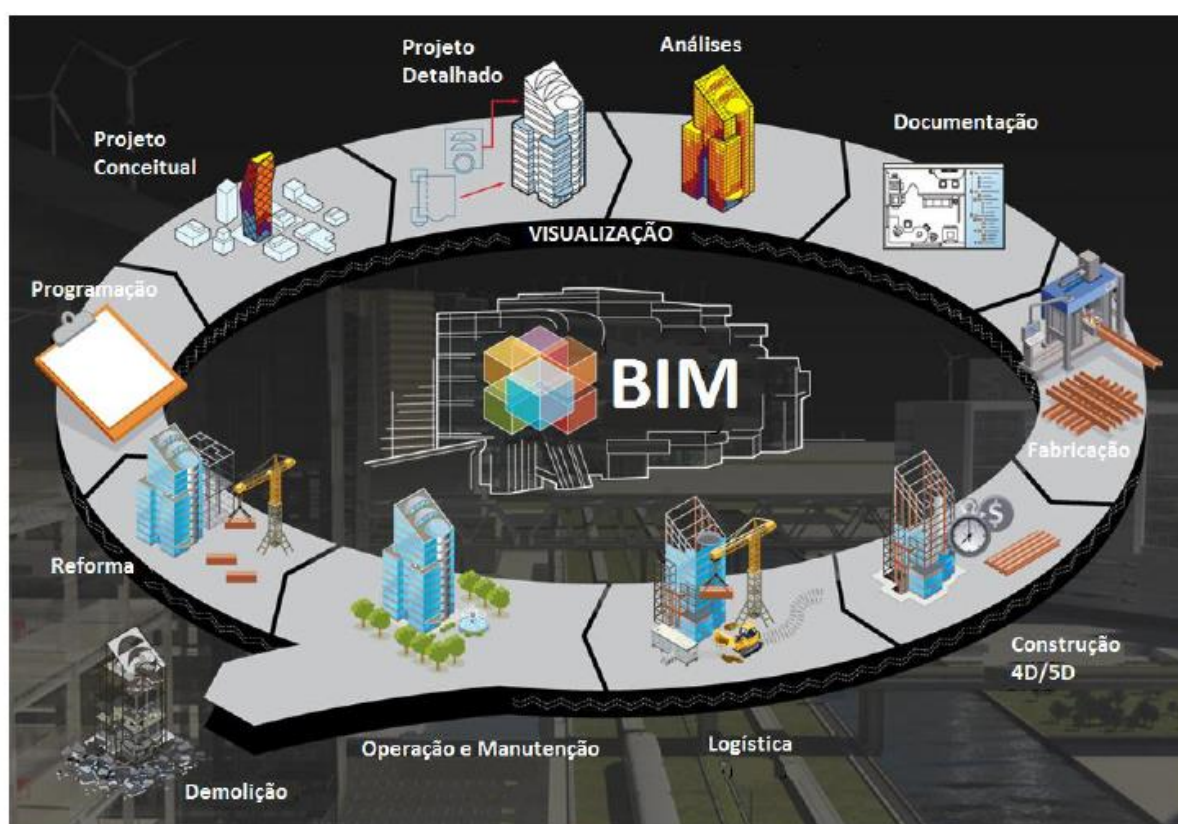 Projeto
Detalhado
Análises
Documentação
Projeto
Conceitual
VISUALIZAÇÃO
Programação
BIM
Fabricação
Reforma
Construção
4D/5D
Operação e Manutenção
Logística
Demolição
$